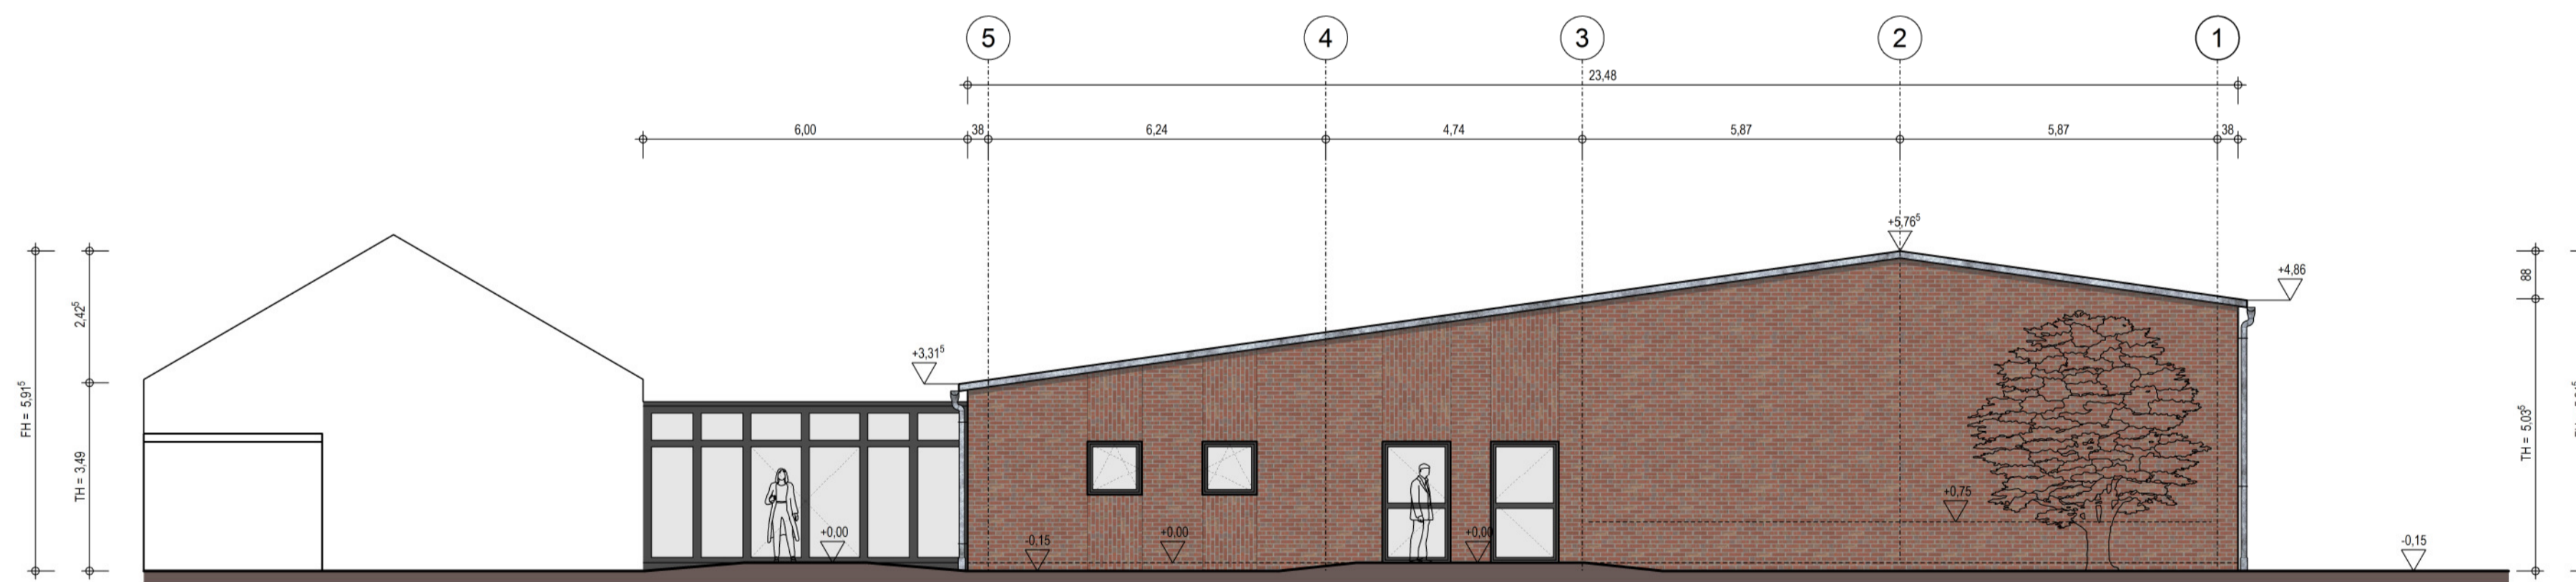 5 4 3 2 1
23,48
6,00 38 6,24 4,74 5,87 5,87 38
+5,76⁵
+4,86
+3,31⁵
FH = 5,91⁵
2,42⁵
TH = 3,49
88
TH = 5,03⁵
+0,75
+0,00
+0,00
+0,00
-0,15
-0,15